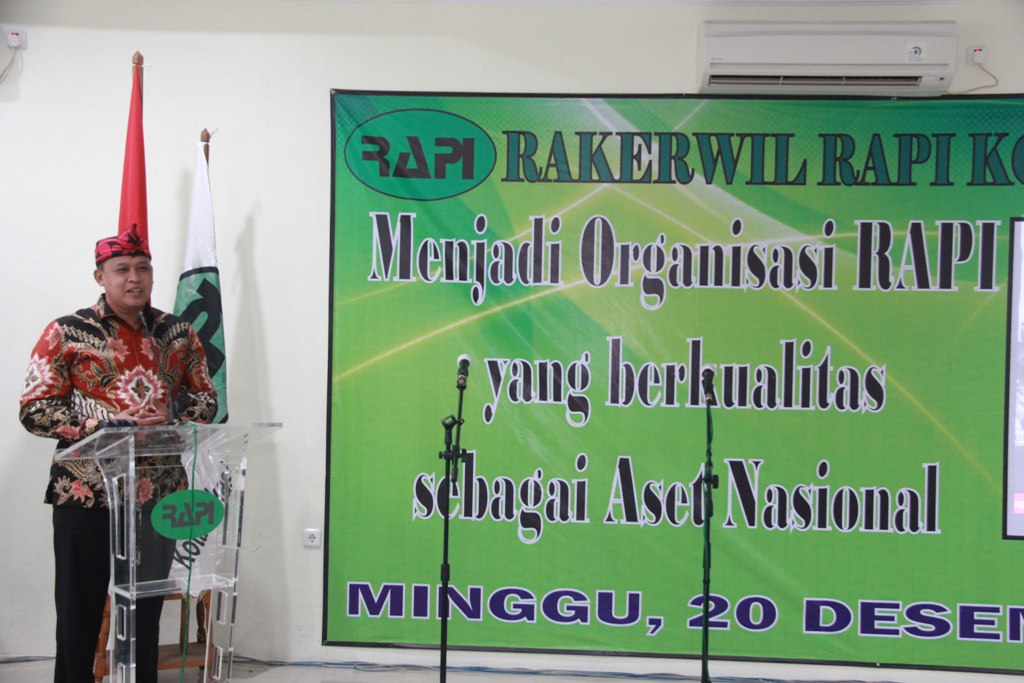 RAPI
RAKERWIL RAPI KO
Menjadi Organisasi RAPI
yang berkualitas
sebagai Aset Nasional
MINGGU, 20 DESEM
RAPI